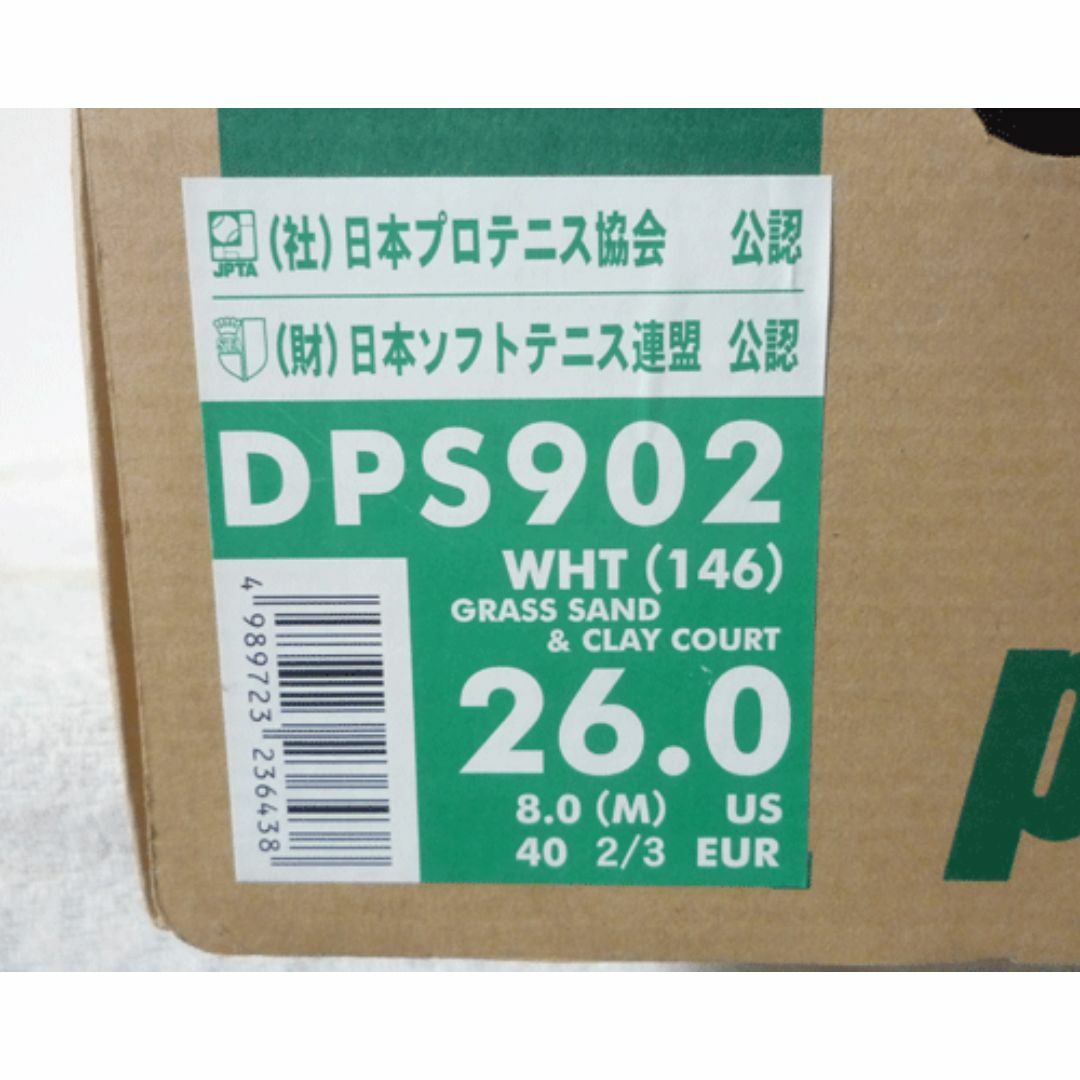 JPTA (社)日本プロテニス協会 公認
(財)日本ソフトテニス連盟 公認
DPS902
WHT (146)
GRASS SAND
& CLAY COURT
26.0
8.0 (M) US
40 2/3 EUR
4 989723 236438
p